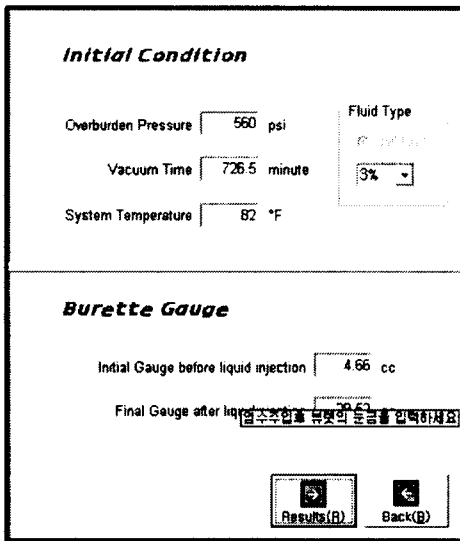 Initial Condition
Overburden Pressure 560 psi
Fluid Type
Vacuum Time 726.5 minute
3%
System Temperature 82 °F
Burette Gauge
Initial Gauge before liquid injection 4.66 cc
Final Gauge after
염수주입후 뷰렛의 눈금을 입력하세요
Results(R)
Back(B)